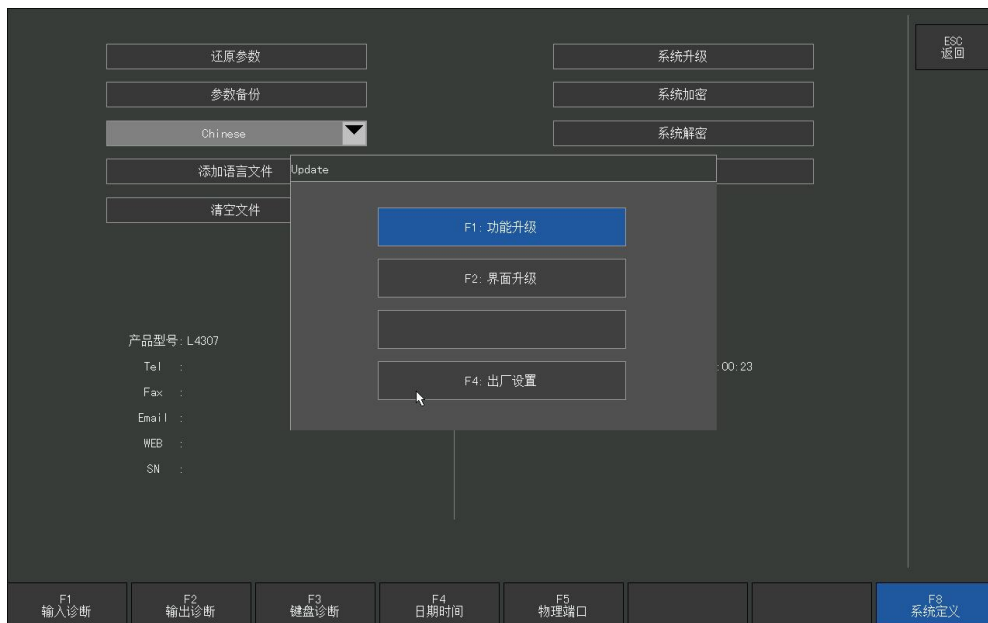 还原参数
系统升级
ESC
返回
参数备份
系统加密
Chinese
系统解密
添加语言文件
Update
清空文件
F1: 功能升级
F2: 界面升级
产品型号: L4307
Tel :
:00:23
F4: 出厂设置
Fax :
Email :
WEB :
SN :
F1
输入诊断
F2
输出诊断
F3
键盘诊断
F4
日期时间
F5
物理端口
F8
系统定义